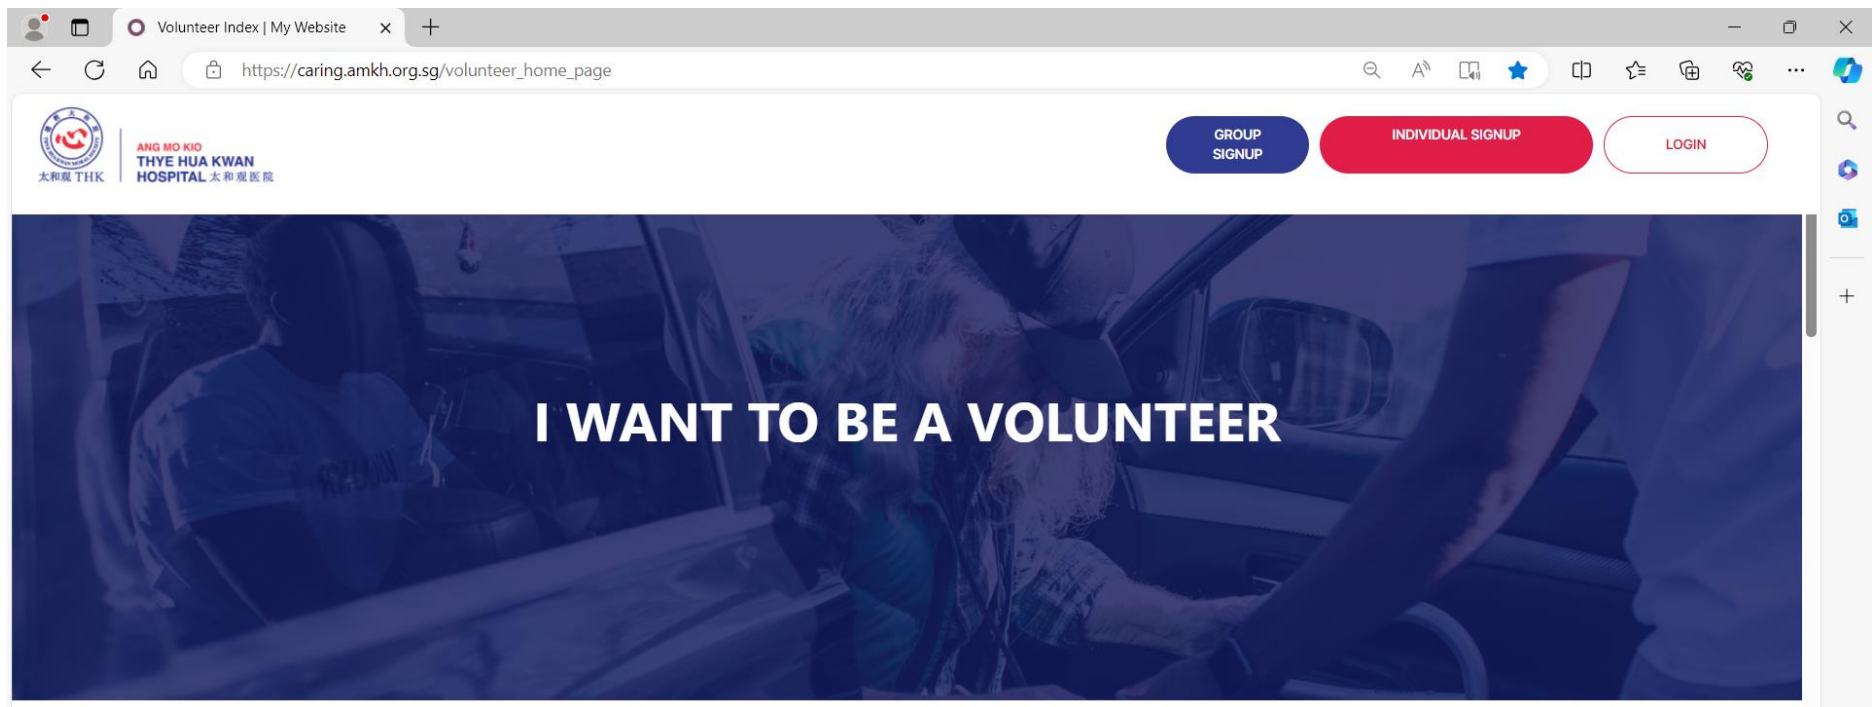 Volunteer Index | My Website
https://caring.amkh.org.sg/volunteer_home_page
太和观 THK
ANG MO KIO
THYE HUA KWAN
HOSPITAL 太和观医院
GROUP
SIGNUP
INDIVIDUAL SIGNUP
LOGIN
I WANT TO BE A VOLUNTEER